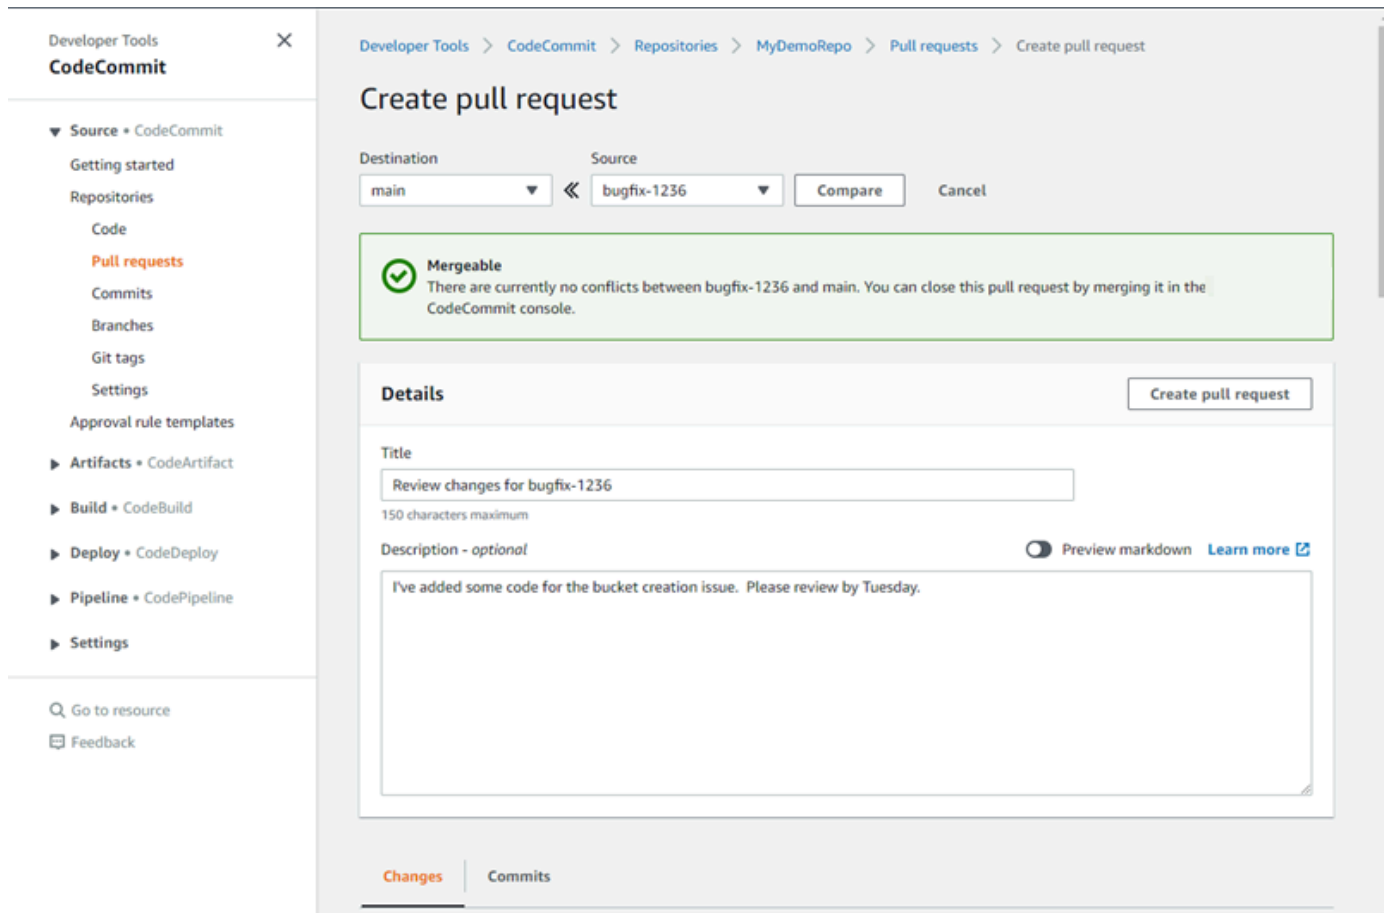 Developer Tools
CodeCommit
Source • CodeCommit
Getting started
Repositories
Code
Pull requests
Commits
Branches
Git tags
Settings
Approval rule templates
Artifacts • CodeArtifact
Build • CodeBuild
Deploy • CodeDeploy
Pipeline • CodePipeline
Settings
Go to resource
Feedback
Developer Tools > CodeCommit > Repositories > MyDemoRepo > Pull requests > Create pull request
Create pull request
Destination Source
main bugfix-1236 Compare Cancel
Mergeable
There are currently no conflicts between bugfix-1236 and main. You can close this pull request by merging it in the
CodeCommit console.
Details Create pull request
Title
Review changes for bugfix-1236
150 characters maximum
Description - optional Preview markdown Learn more
I've added some code for the bucket creation issue.  Please review by Tuesday.
Changes Commits